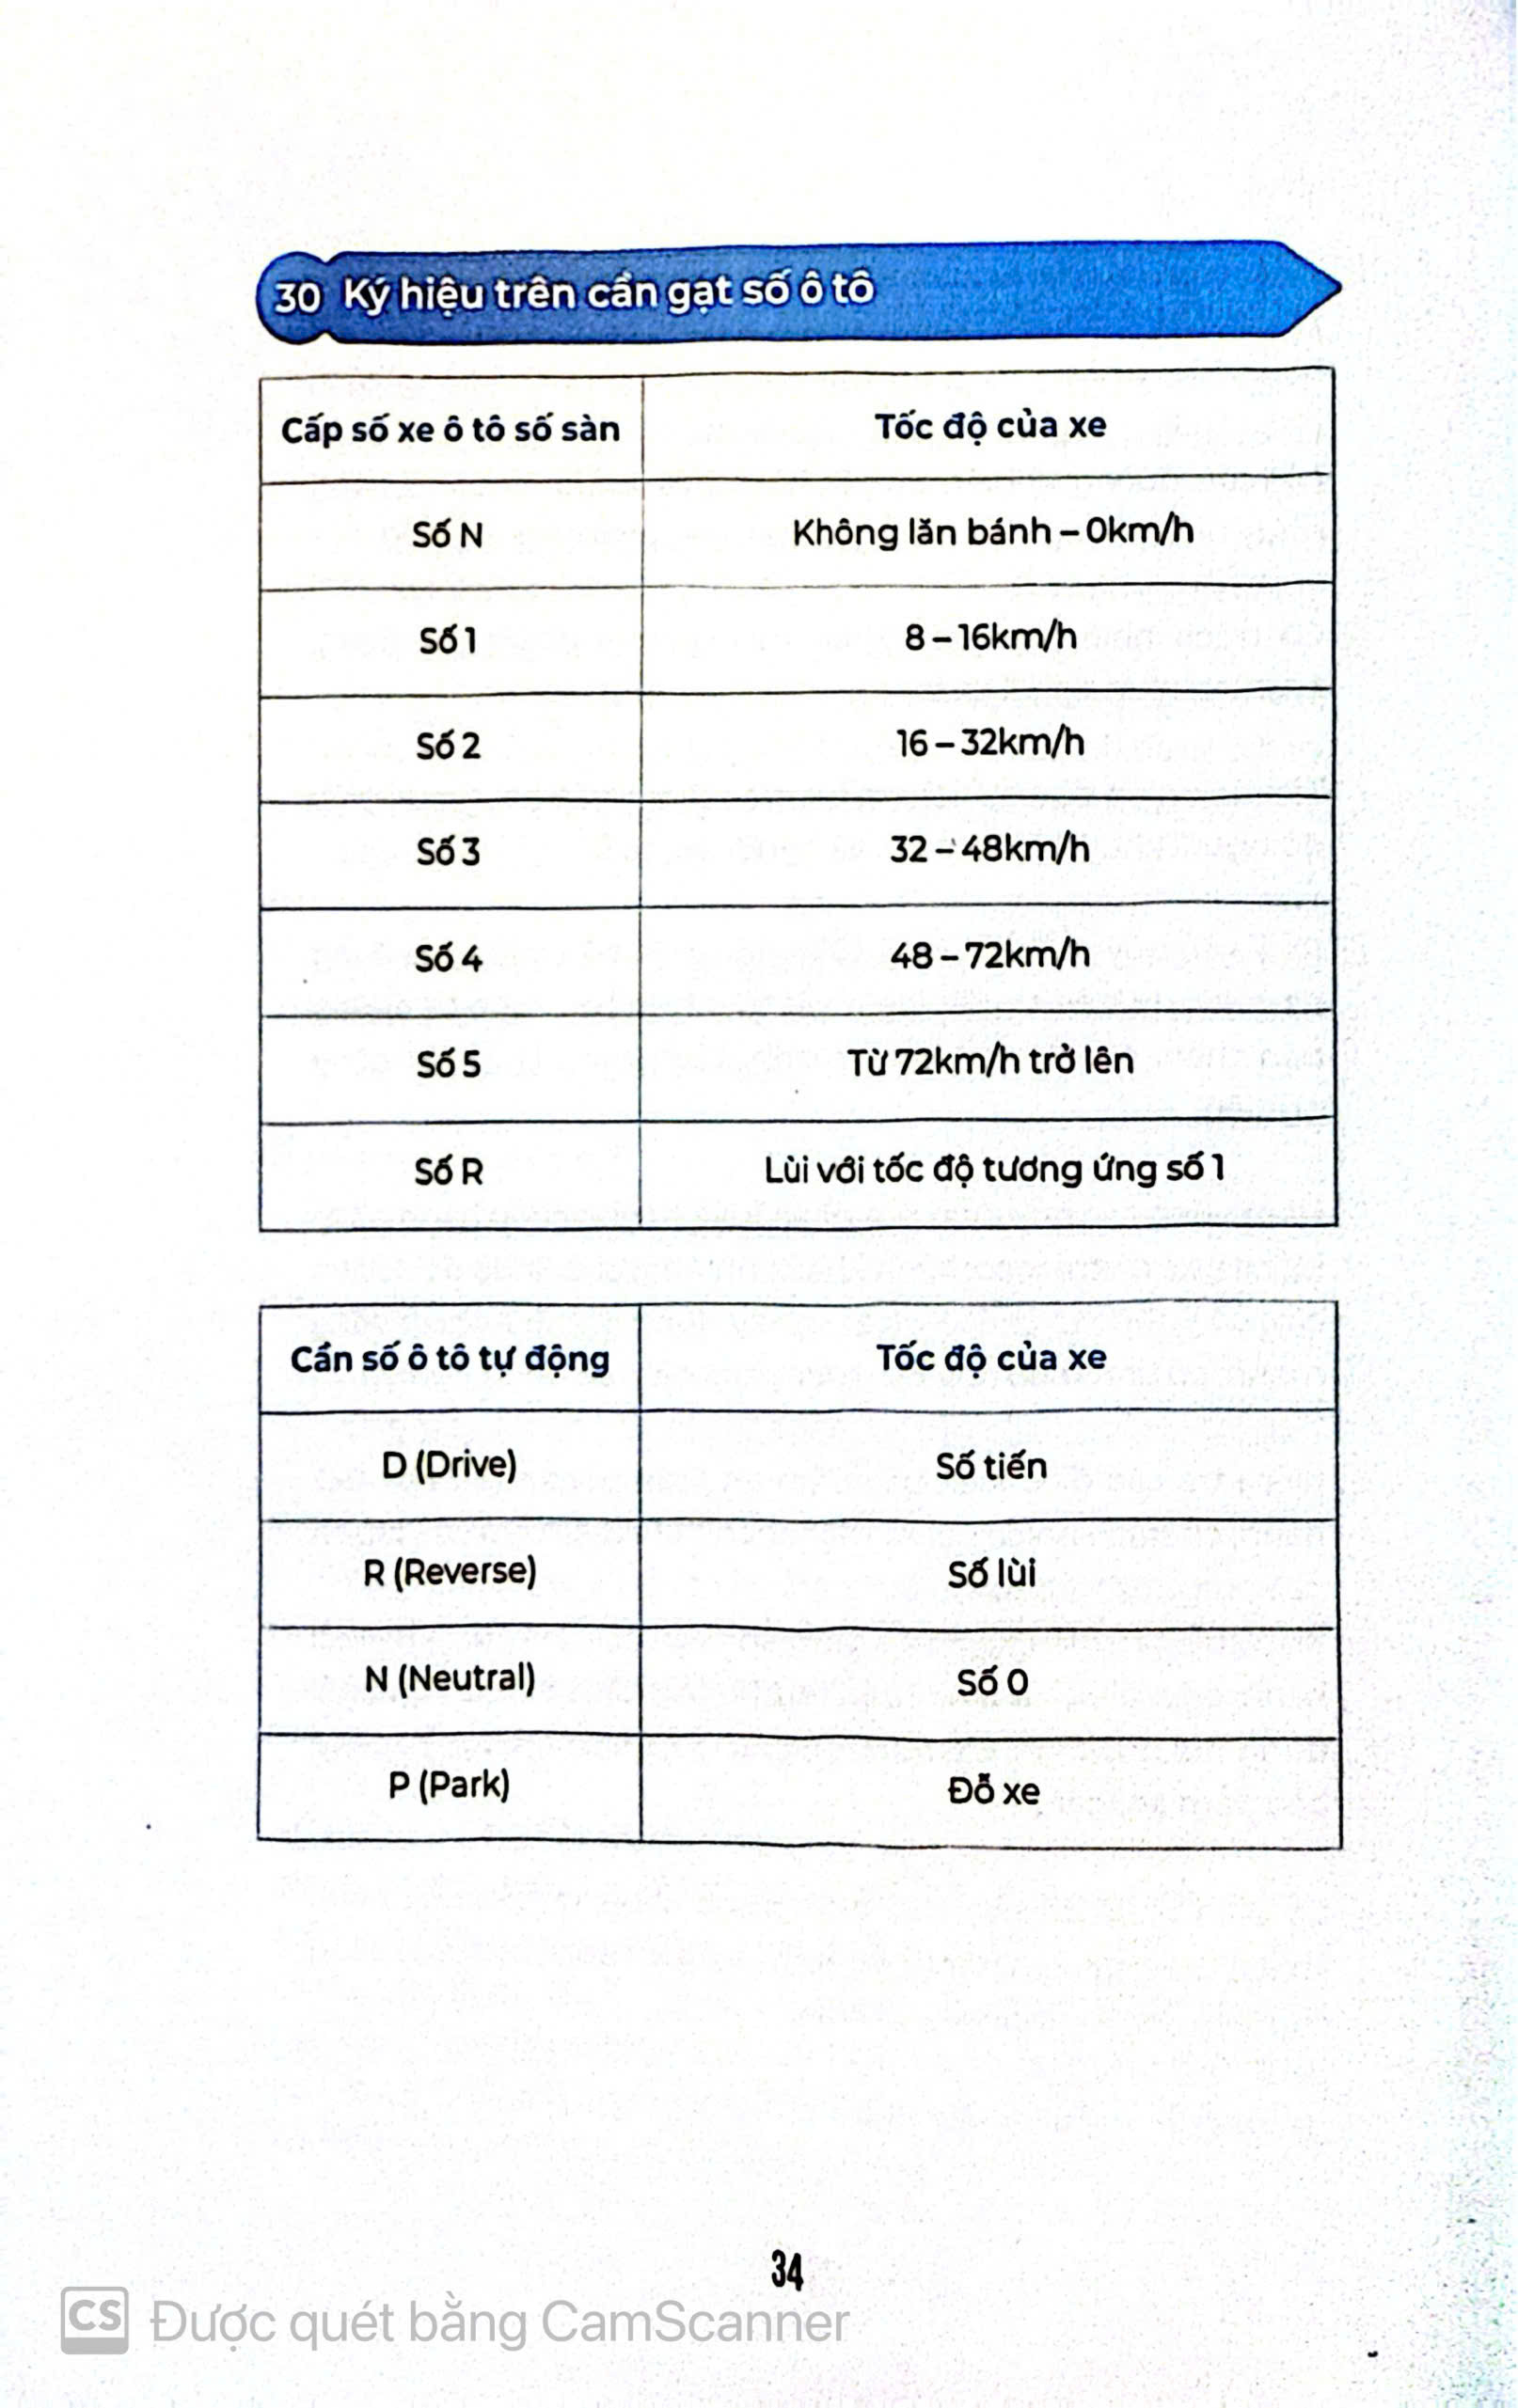 30 Ký hiệu trên cần gạt số ô tô
Cấp số xe ô tô số sàn Tốc độ của xe
Số N Không lăn bánh – 0km/h
Số 1 8 – 16km/h
Số 2 16 – 32km/h
Số 3 32 – 48km/h
Số 4 48 – 72km/h
Số 5 Từ 72km/h trở lên
Số R Lùi với tốc độ tương ứng số 1
Cần số ô tô tự động Tốc độ của xe
D (Drive) Số tiến
R (Reverse) Số lùi
N (Neutral) Số 0
P (Park) Đỗ xe
34
CS Được quét bằng CamScanner